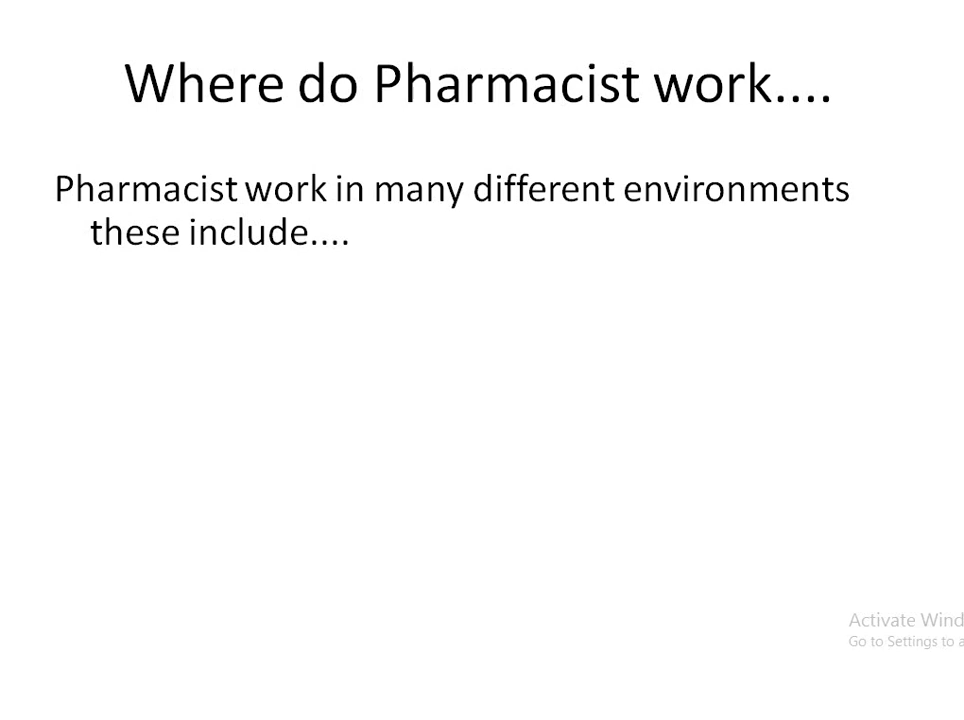 Where do Pharmacist work....
Pharmacist work in many different environments
these include....
Activate Wind
Go to Settings to a